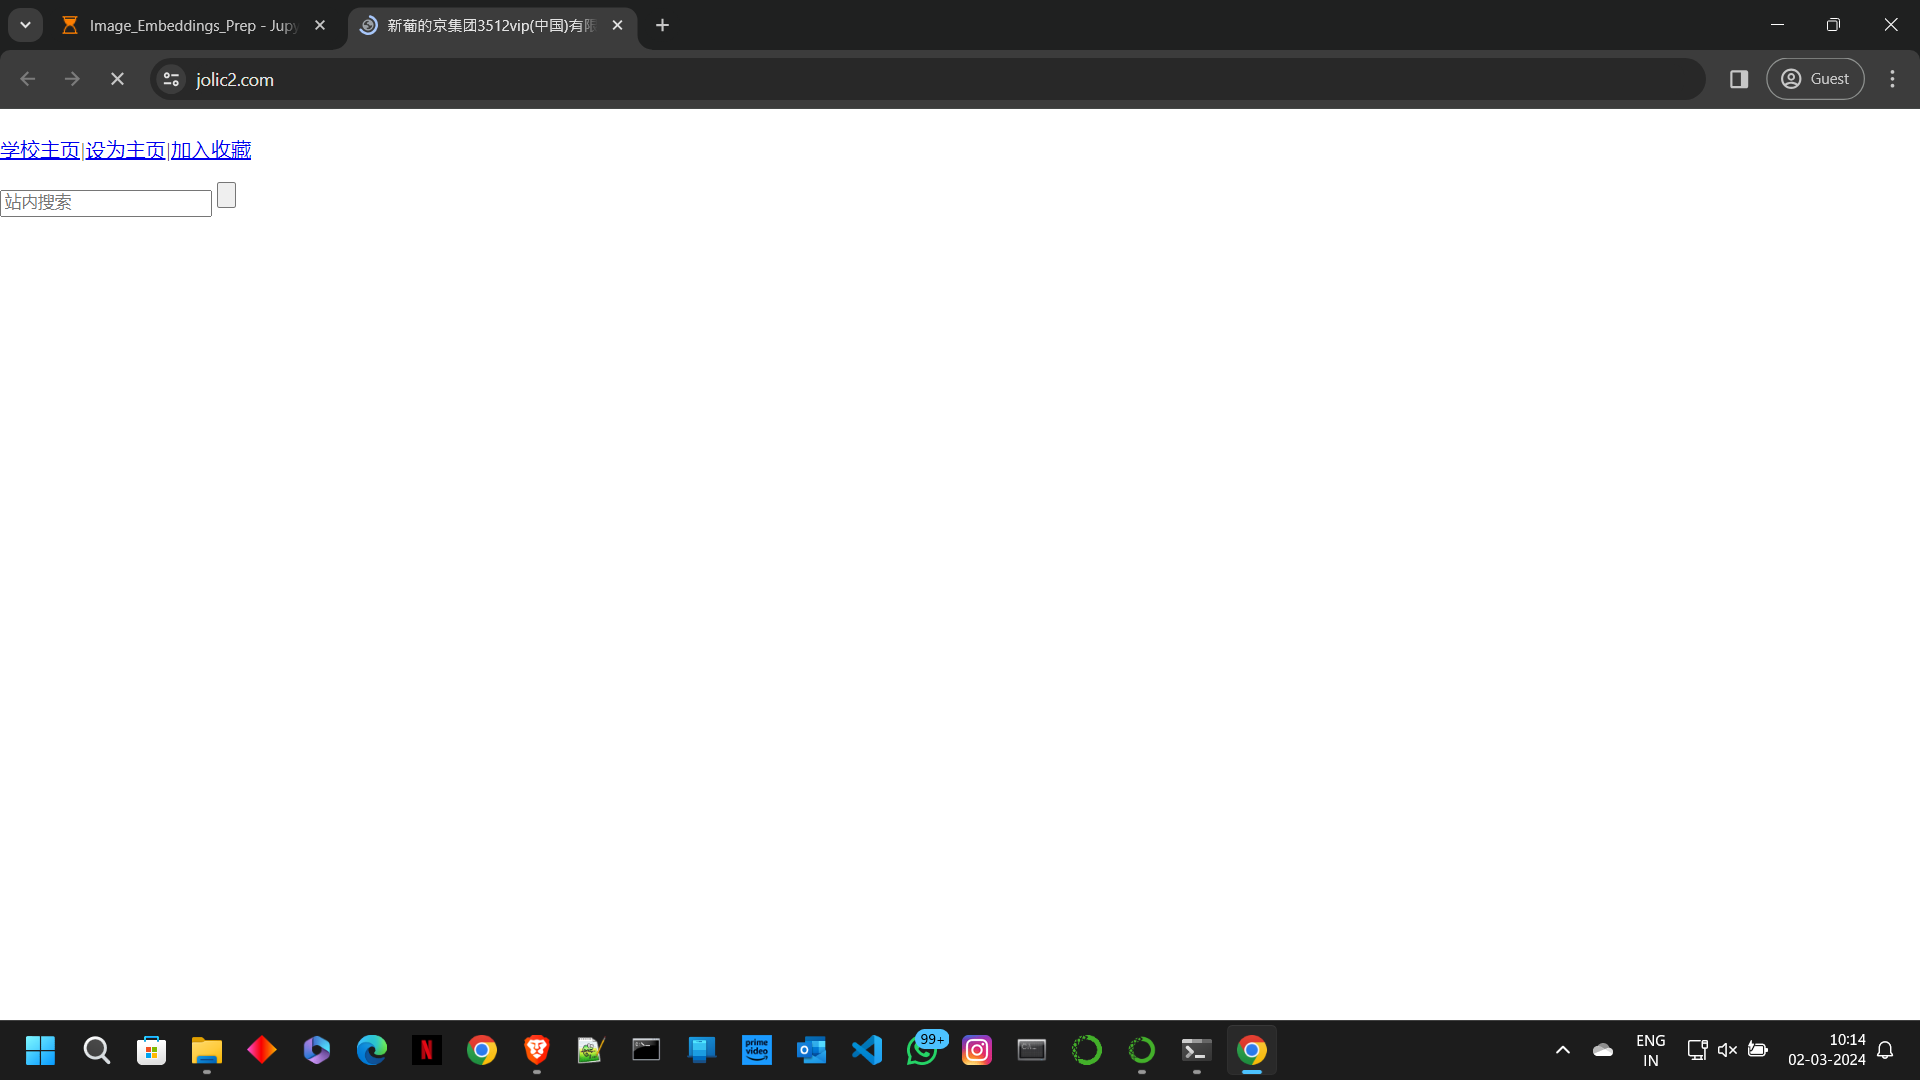 Image_Embeddings_Prep - Jupy
新葡的京集团3512vip(中国)有限
jolic2.com
Guest
学校主页|设为主页|加入收藏
站内搜索
99+
prime video
ENG
IN
10:14
02-03-2024